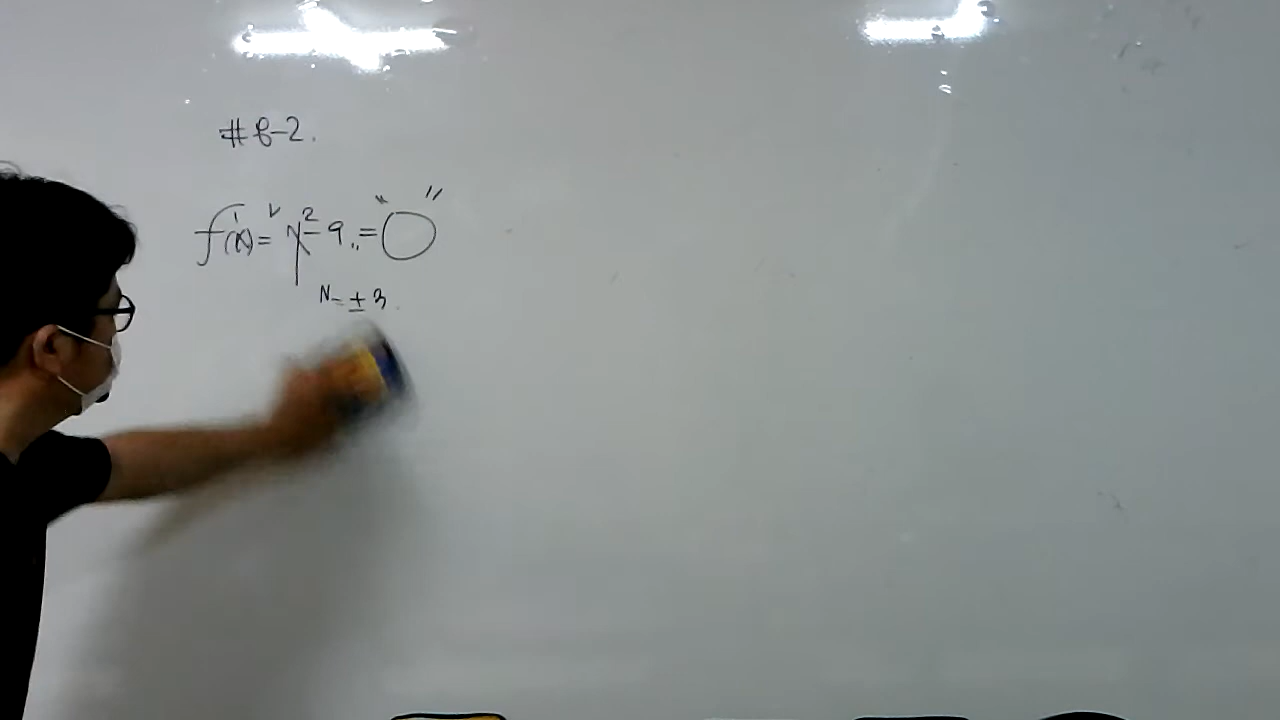 #8-2.
f'(x)= x²-9 = "0"
x=±3.